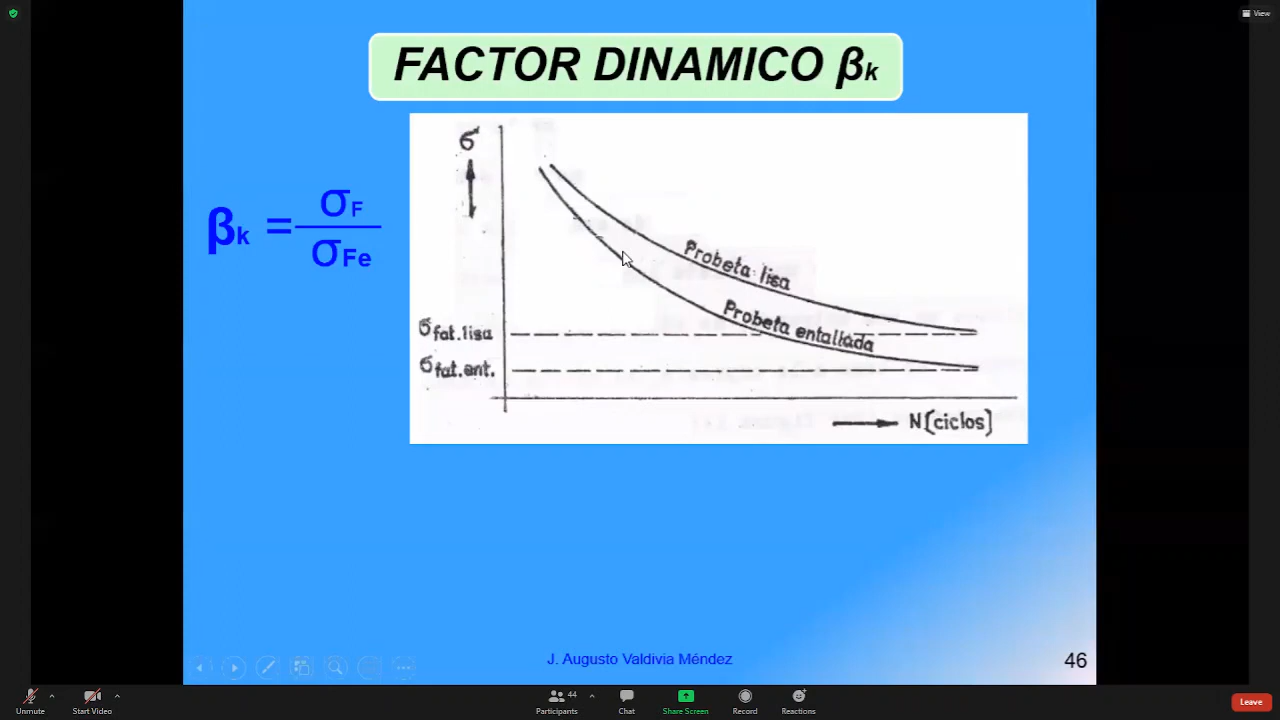 View
FACTOR DINAMICO βk
βk = σF / σFe
σ
Probeta lisa
Probeta entallada
σfat.lisa
σfat.ent.
N[ciclos]
J. Augusto Valdivia Méndez
46
Unmute
Start Video
44
Participants
Chat
Share Screen
Record
Reactions
Leave